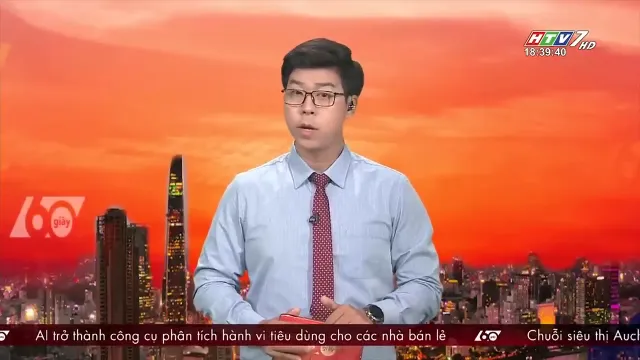 HTV7 HD
18:39:40
60 giây
AI trở thành công cụ phân tích hành vi tiêu dùng cho các nhà bán lẻ 60 Chuỗi siêu thị Auc